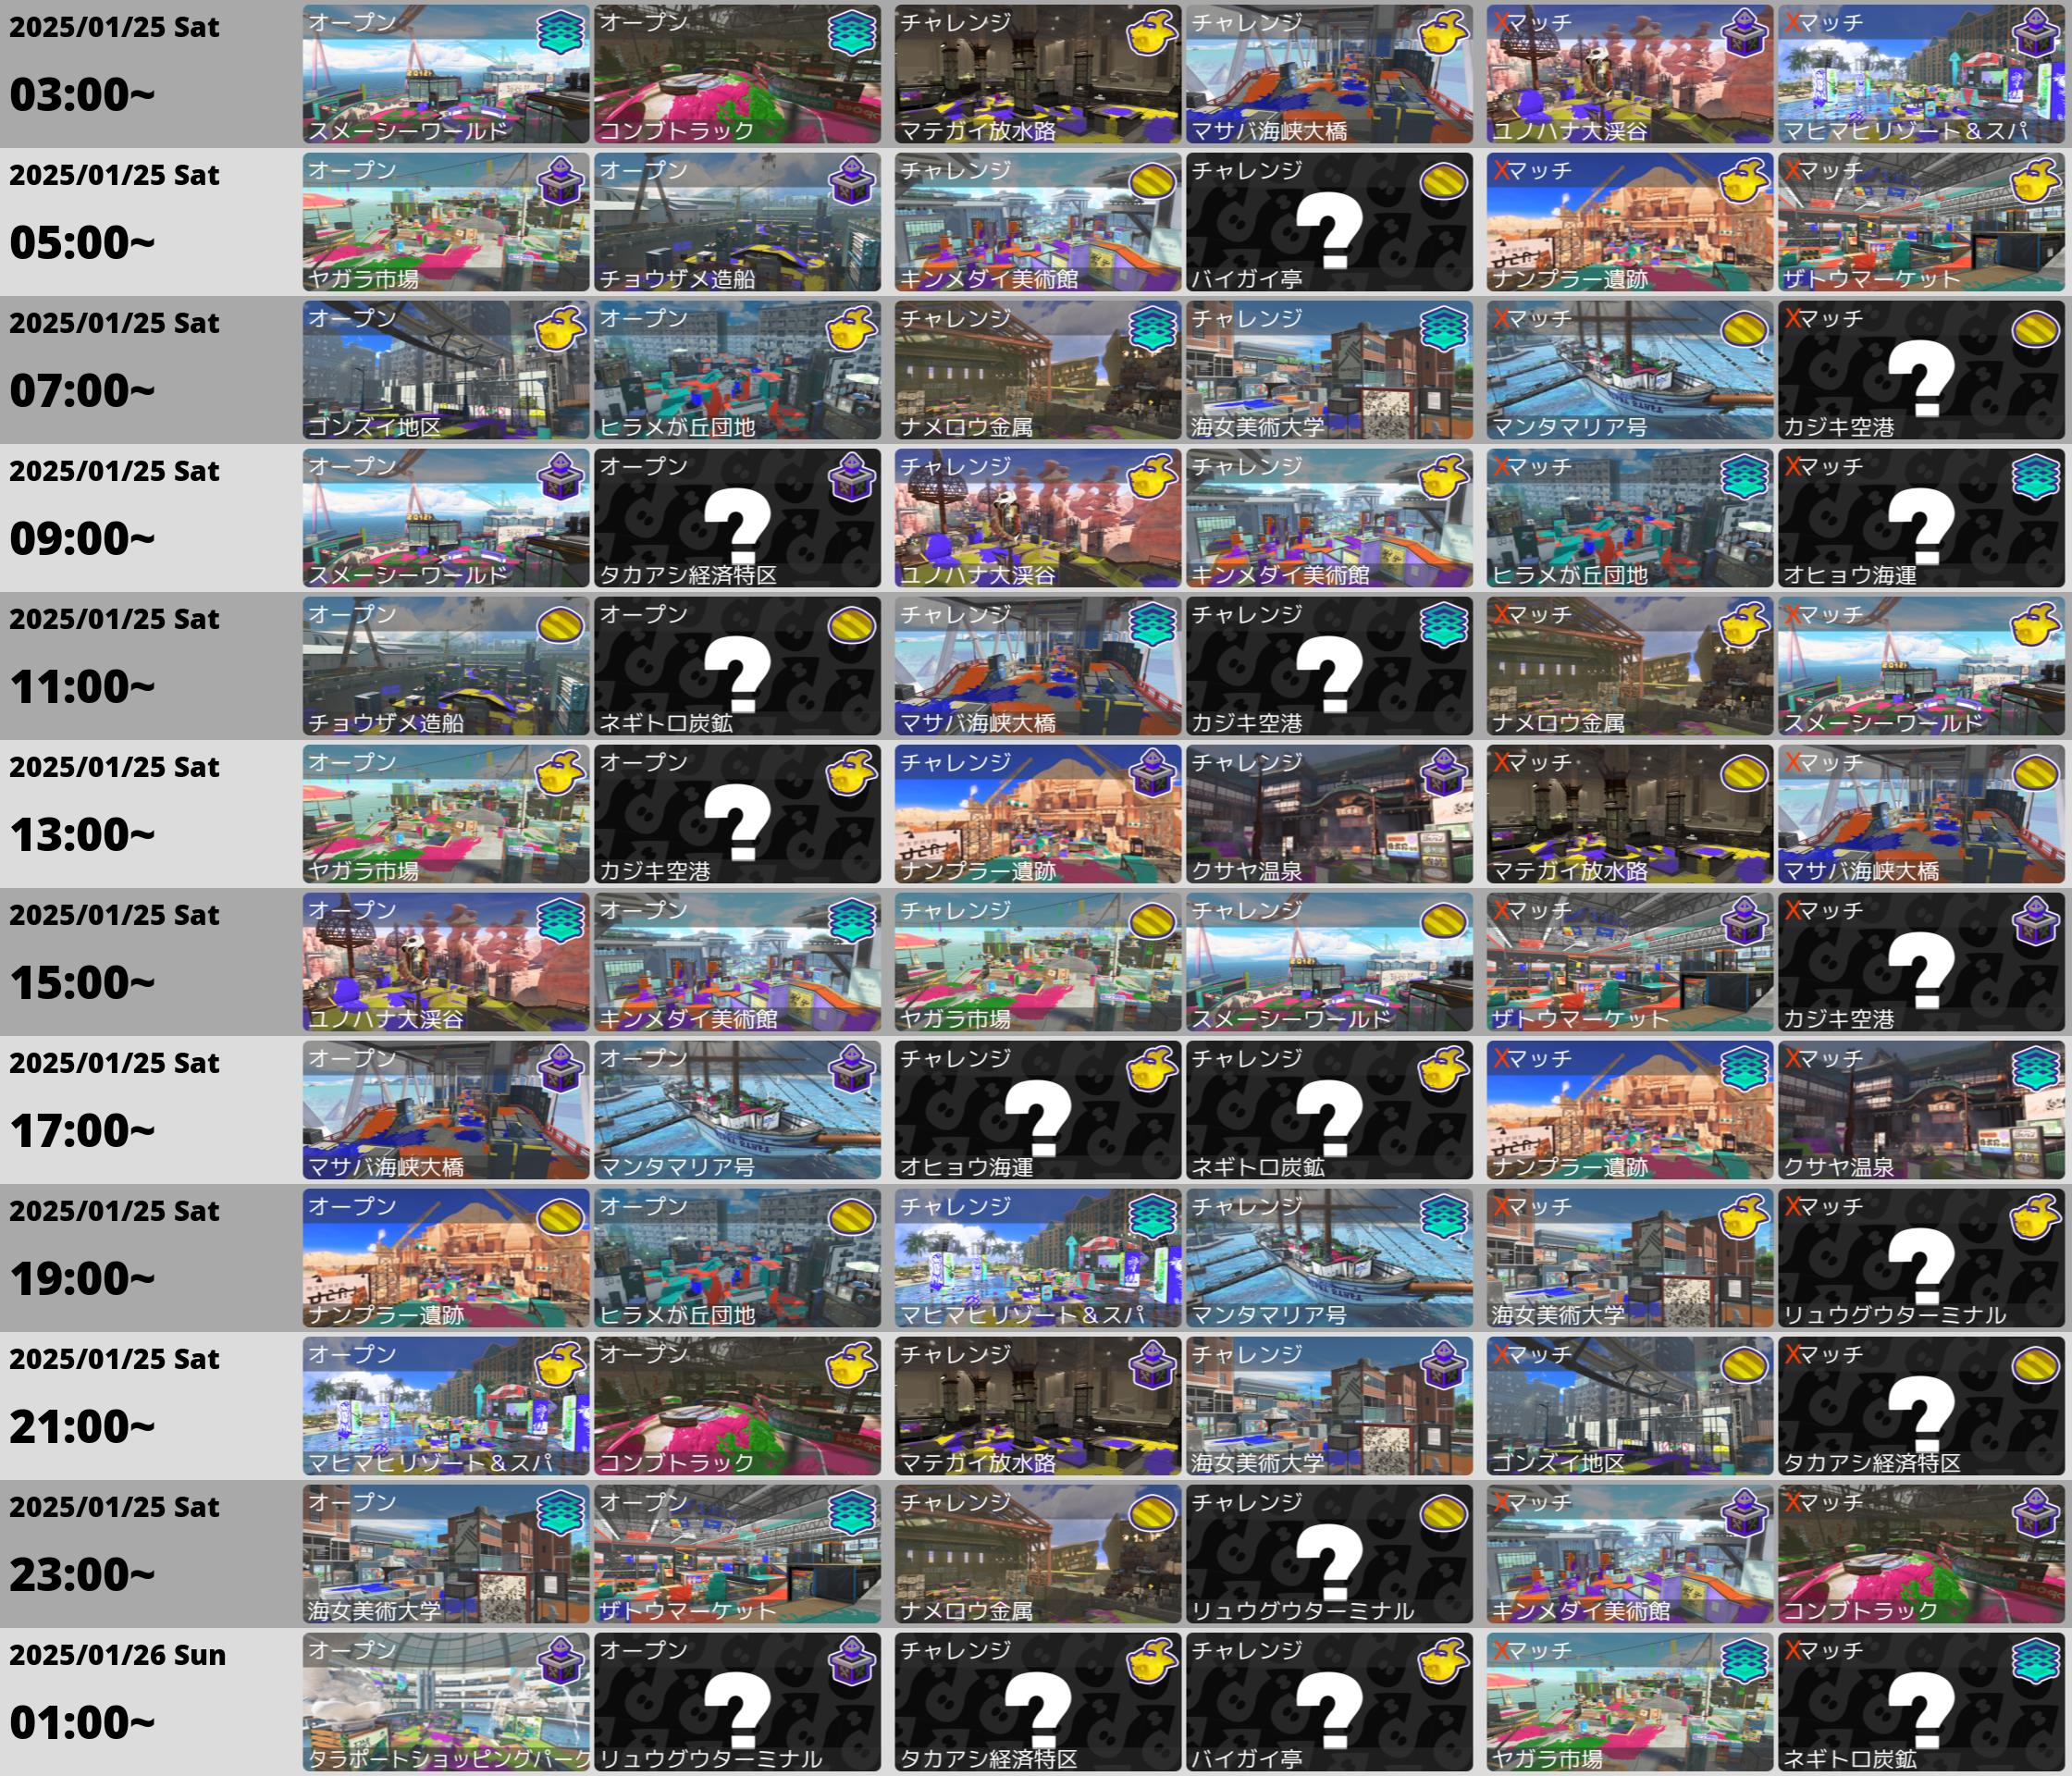 2025/01/25 Sat
03:00~
オープン
スメーシーワールド
オープン
コンブトラック
チャレンジ
マテガイ放水路
チャレンジ
マサバ海峡大橋
Xマッチ
ユノハナ大渓谷
Xマッチ
マヒマヒリゾート＆スパ
2025/01/25 Sat
05:00~
オープン
ヤガラ市場
オープン
チョウザメ造船
チャレンジ
キンメダイ美術館
チャレンジ
?
バイガイ亭
Xマッチ
ナンプラー遺跡
Xマッチ
ザトウマーケット
2025/01/25 Sat
07:00~
オープン
ゴンズイ地区
オープン
ヒラメが丘団地
チャレンジ
ナメロウ金属
チャレンジ
海女美術大学
Xマッチ
マンタマリア号
Xマッチ
?
カジキ空港
2025/01/25 Sat
09:00~
オープン
スメーシーワールド
オープン
?
タカアシ経済特区
チャレンジ
ユノハナ大渓谷
チャレンジ
キンメダイ美術館
Xマッチ
ヒラメが丘団地
Xマッチ
?
オヒョウ海運
2025/01/25 Sat
11:00~
オープン
チョウザメ造船
オープン
?
ネギトロ炭鉱
チャレンジ
マサバ海峡大橋
チャレンジ
?
カジキ空港
Xマッチ
ナメロウ金属
Xマッチ
スメーシーワールド
2025/01/25 Sat
13:00~
オープン
ヤガラ市場
オープン
?
カジキ空港
チャレンジ
ナンプラー遺跡
チャレンジ
クサヤ温泉
Xマッチ
マテガイ放水路
Xマッチ
マサバ海峡大橋
2025/01/25 Sat
15:00~
オープン
ユノハナ大渓谷
オープン
キンメダイ美術館
チャレンジ
ヤガラ市場
チャレンジ
スメーシーワールド
Xマッチ
ザトウマーケット
Xマッチ
?
カジキ空港
2025/01/25 Sat
17:00~
オープン
マサバ海峡大橋
オープン
マンタマリア号
チャレンジ
?
オヒョウ海運
チャレンジ
?
ネギトロ炭鉱
Xマッチ
ナンプラー遺跡
Xマッチ
クサヤ温泉
2025/01/25 Sat
19:00~
オープン
ナンプラー遺跡
オープン
ヒラメが丘団地
チャレンジ
マヒマヒリゾート＆スパ
チャレンジ
マンタマリア号
Xマッチ
海女美術大学
Xマッチ
?
リュウグウターミナル
2025/01/25 Sat
21:00~
オープン
マヒマヒリゾート＆スパ
オープン
コンブトラック
チャレンジ
マテガイ放水路
チャレンジ
海女美術大学
Xマッチ
ゴンズイ地区
Xマッチ
?
タカアシ経済特区
2025/01/25 Sat
23:00~
オープン
海女美術大学
オープン
ザトウマーケット
チャレンジ
ナメロウ金属
チャレンジ
?
リュウグウターミナル
Xマッチ
キンメダイ美術館
Xマッチ
コンブトラック
2025/01/26 Sun
01:00~
オープン
タラポートショッピングパーク
オープン
?
リュウグウターミナル
チャレンジ
?
タカアシ経済特区
チャレンジ
?
バイガイ亭
Xマッチ
ヤガラ市場
Xマッチ
?
ネギトロ炭鉱